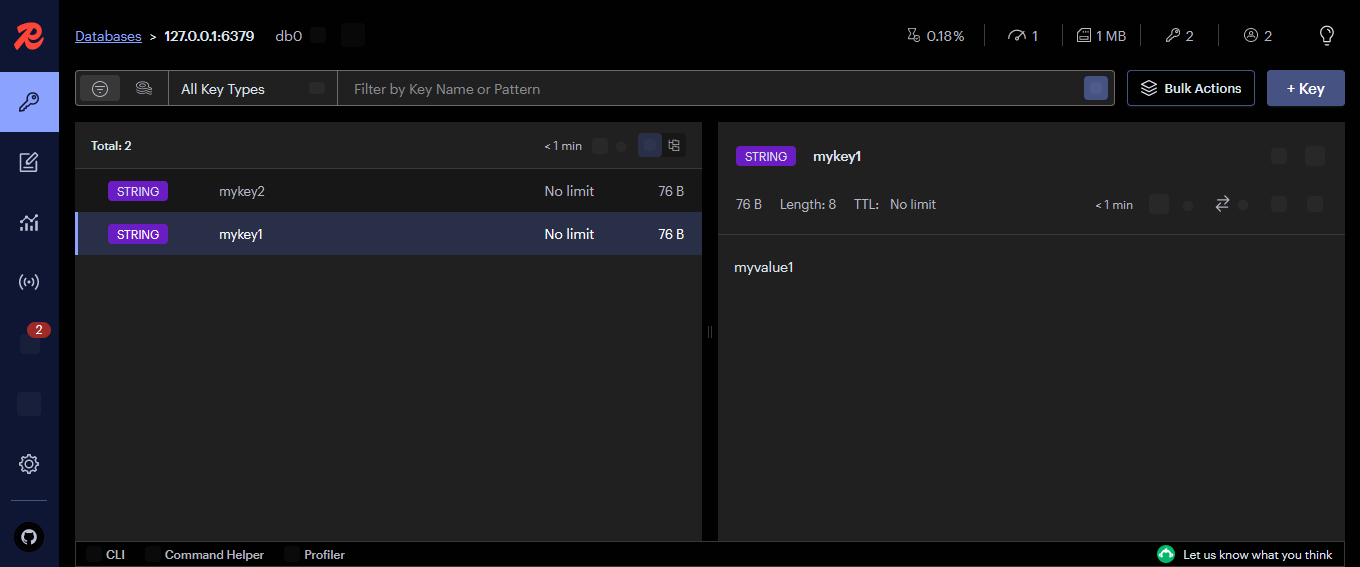 Databases > 127.0.0.1:6379 db0 0.18% 1 1 MB 2 2
All Key Types Filter by Key Name or Pattern Bulk Actions + Key
Total: 2 < 1 min
STRING mykey2 No limit 76 B
STRING mykey1 No limit 76 B
STRING mykey1
76 B Length: 8 TTL: No limit < 1 min
myvalue1
2
CLI Command Helper Profiler Let us know what you think